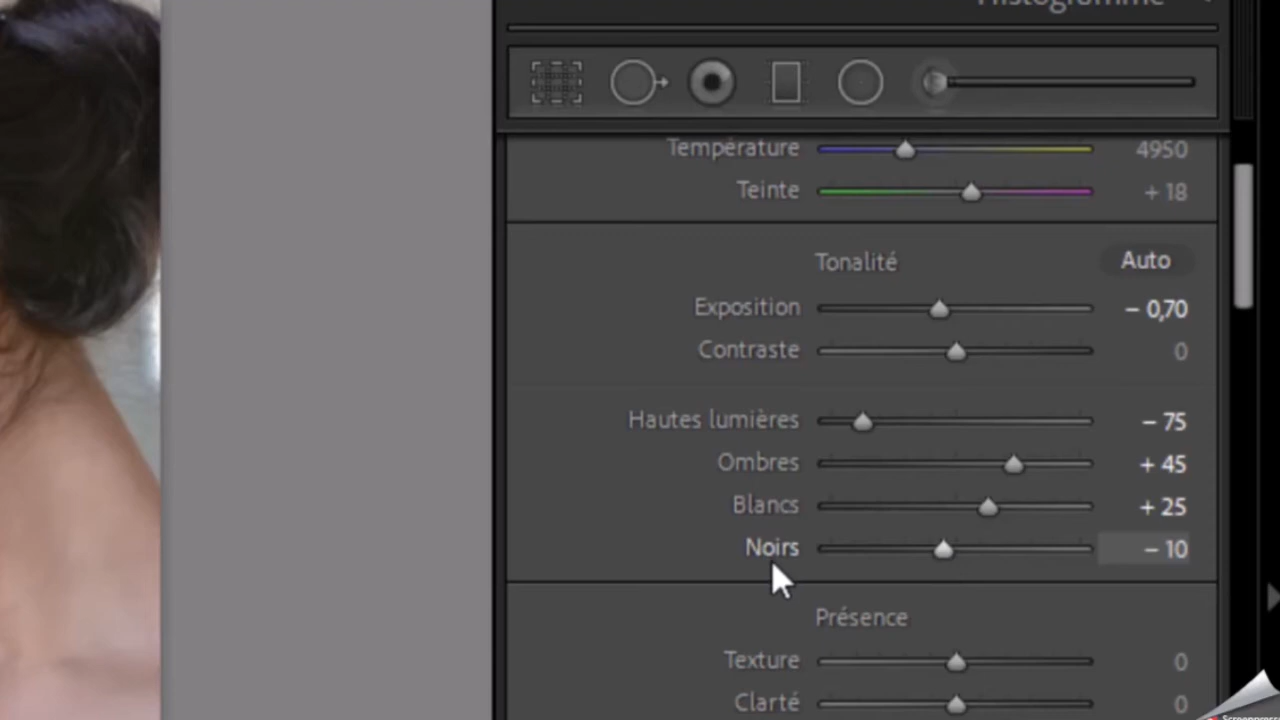 Histogramme
Température 4950
Teinte + 18
Tonalité Auto
Exposition – 0,70
Contraste 0
Hautes lumières – 75
Ombres + 45
Blancs + 25
Noirs – 10
Présence
Texture 0
Clarté 0